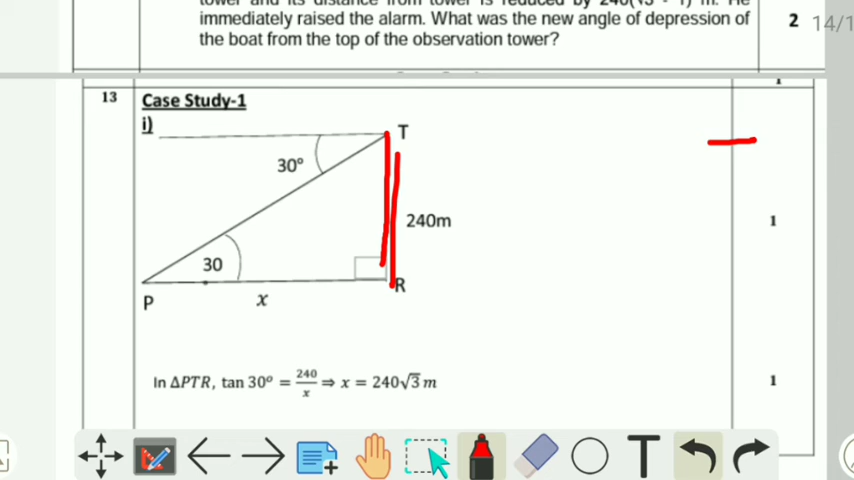 immediately raised the alarm. What was the new angle of depression of
the boat from the top of the observation tower?
2
14/1
13
Case Study-1
i)
T
30°
240m
1
30
R
P
x
In ΔPTR, tan 30° = 240/x ⇒ x = 240√3 m
1
T